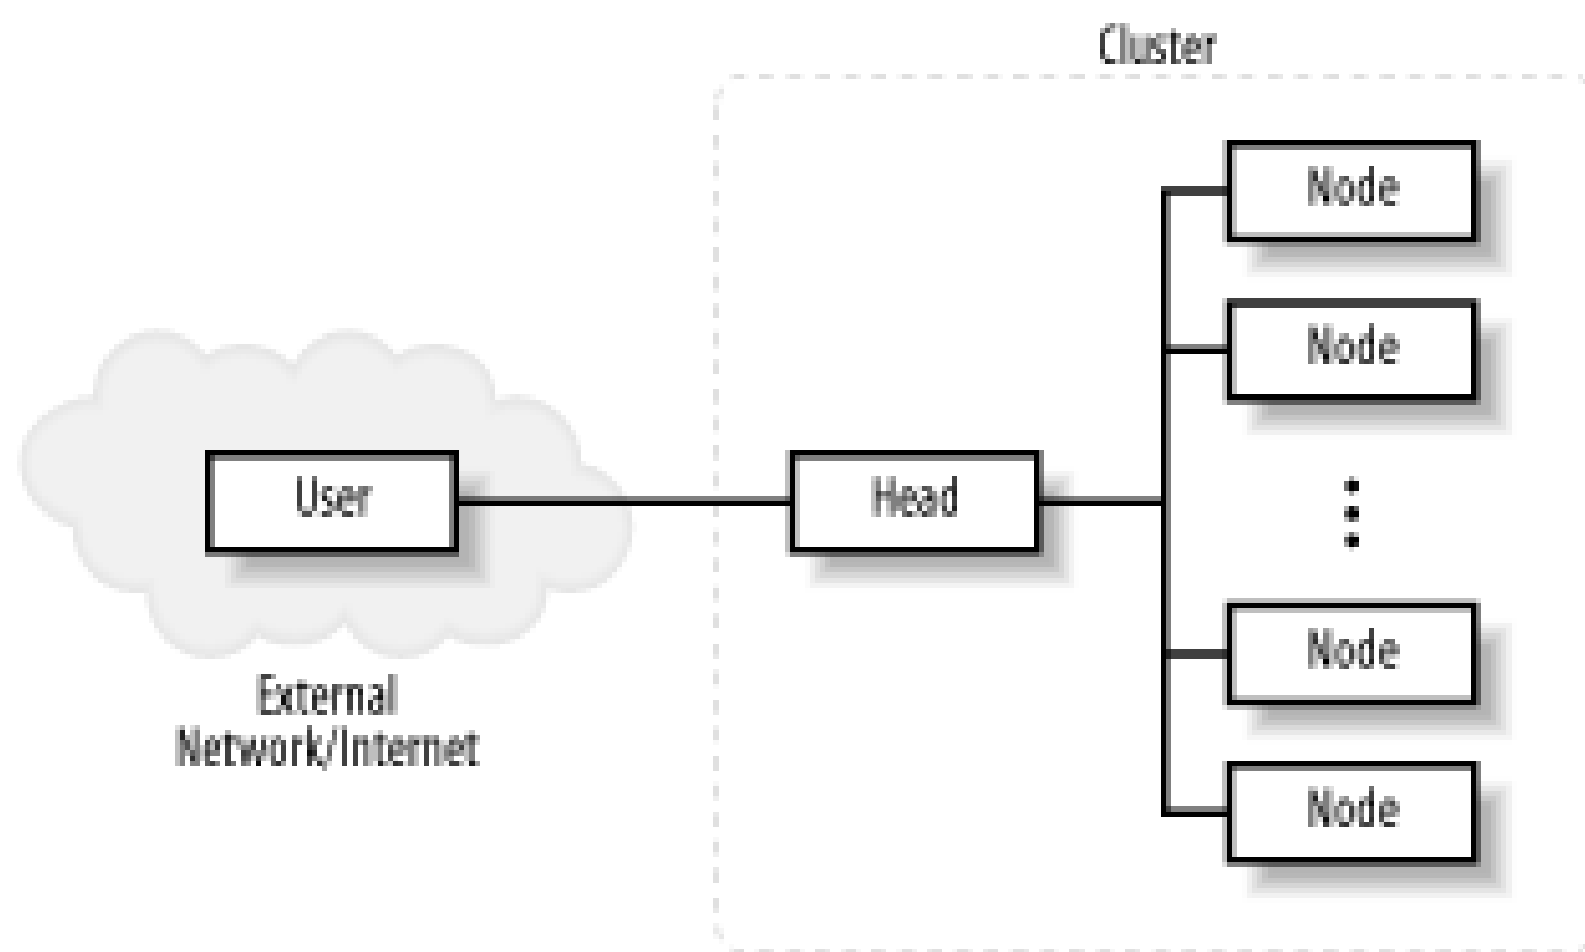 Cluster
Node
Node
User
Head
Node
External
Network/Internet
Node